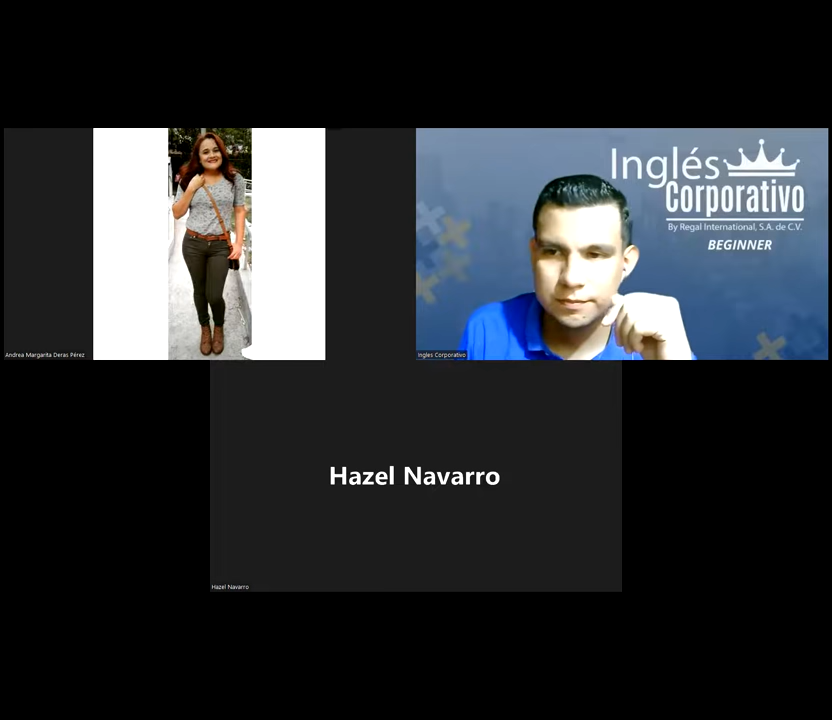 Inglés
Corporativo
By Regal International, S.A. de C.V.
BEGINNER
Andrea Margarita Deras Pérez
Ingles Corporativo
Hazel Navarro
Hazel Navarro